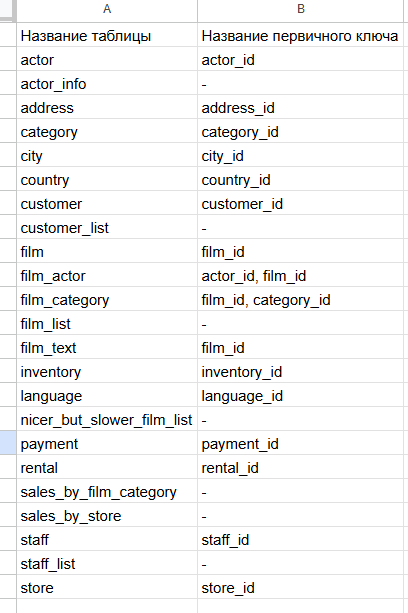 A B
Название таблицы Название первичного ключа
actor actor_id
actor_info -
address address_id
category category_id
city city_id
country country_id
customer customer_id
customer_list -
film film_id
film_actor actor_id, film_id
film_category film_id, category_id
film_list -
film_text film_id
inventory inventory_id
language language_id
nicer_but_slower_film_list -
payment payment_id
rental rental_id
sales_by_film_category -
sales_by_store -
staff staff_id
staff_list -
store store_id